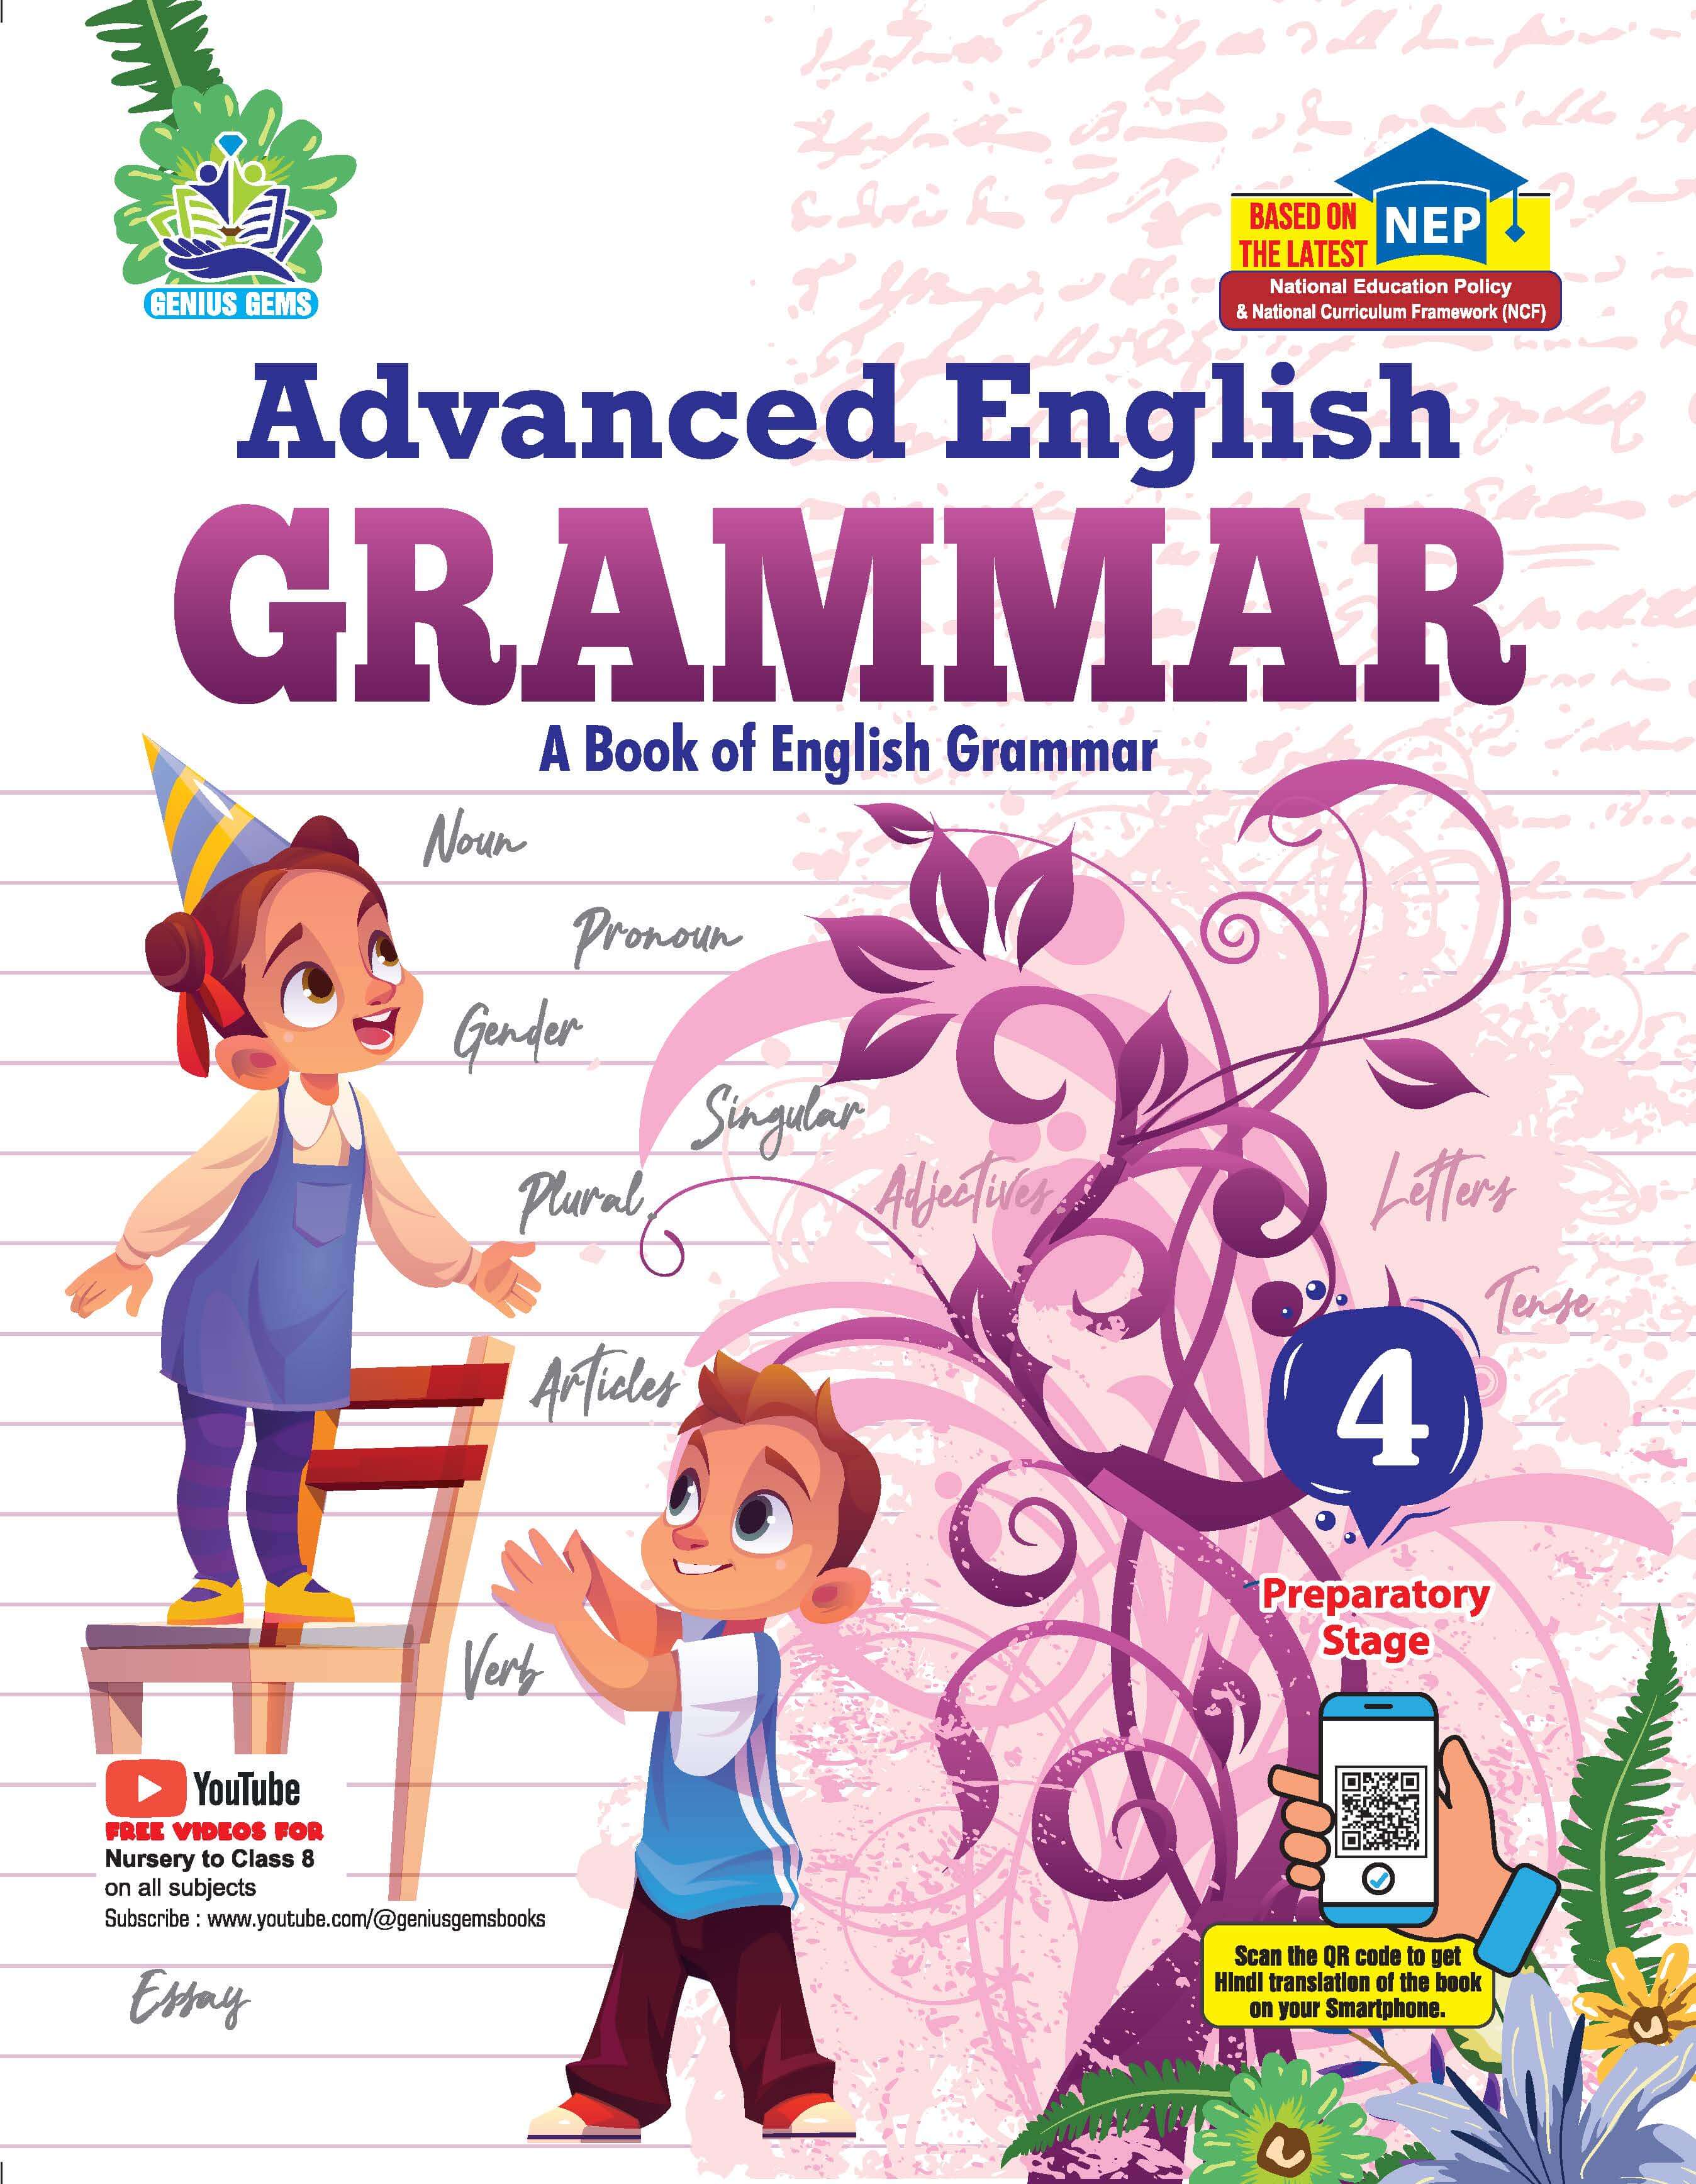 GENIUS GEMS
BASED ON
THE LATEST
NEP
National Education Policy
& National Curriculum Framework (NCF)
Advanced English
GRAMMAR
A Book of English Grammar
Noun
Pronoun
Gender
Singular
Plural
Adjectives
Letters
Tense
Articles
4
Preparatory
Stage
Verb
YouTube
FREE VIDEOS FOR
Nursery to Class 8
on all subjects
Subscribe : www.youtube.com/@geniusgemsbooks
Scan the QR code to get
Hindi translation of the book
on your Smartphone.
Essay